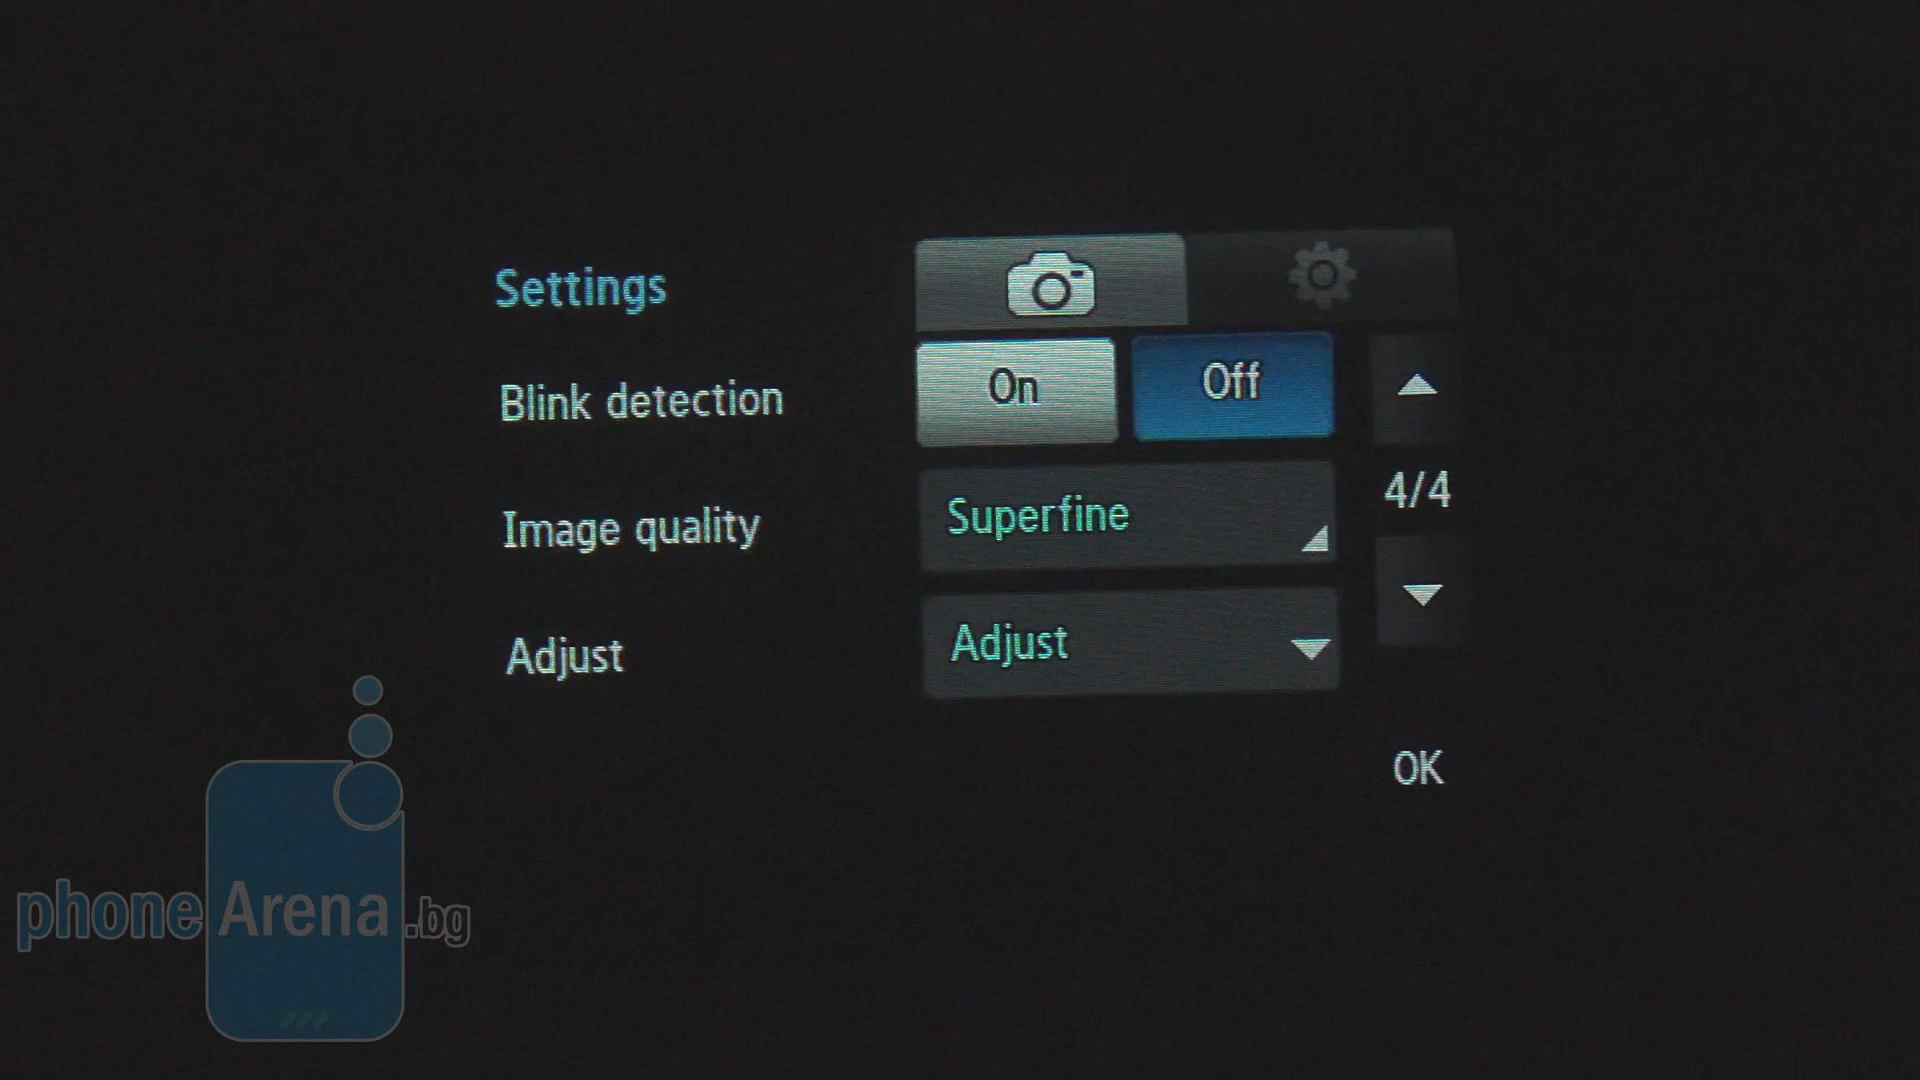 Settings
Blink detection
On
Off
Image quality
Superfine
4/4
Adjust
Adjust
OK
phoneArena.bg